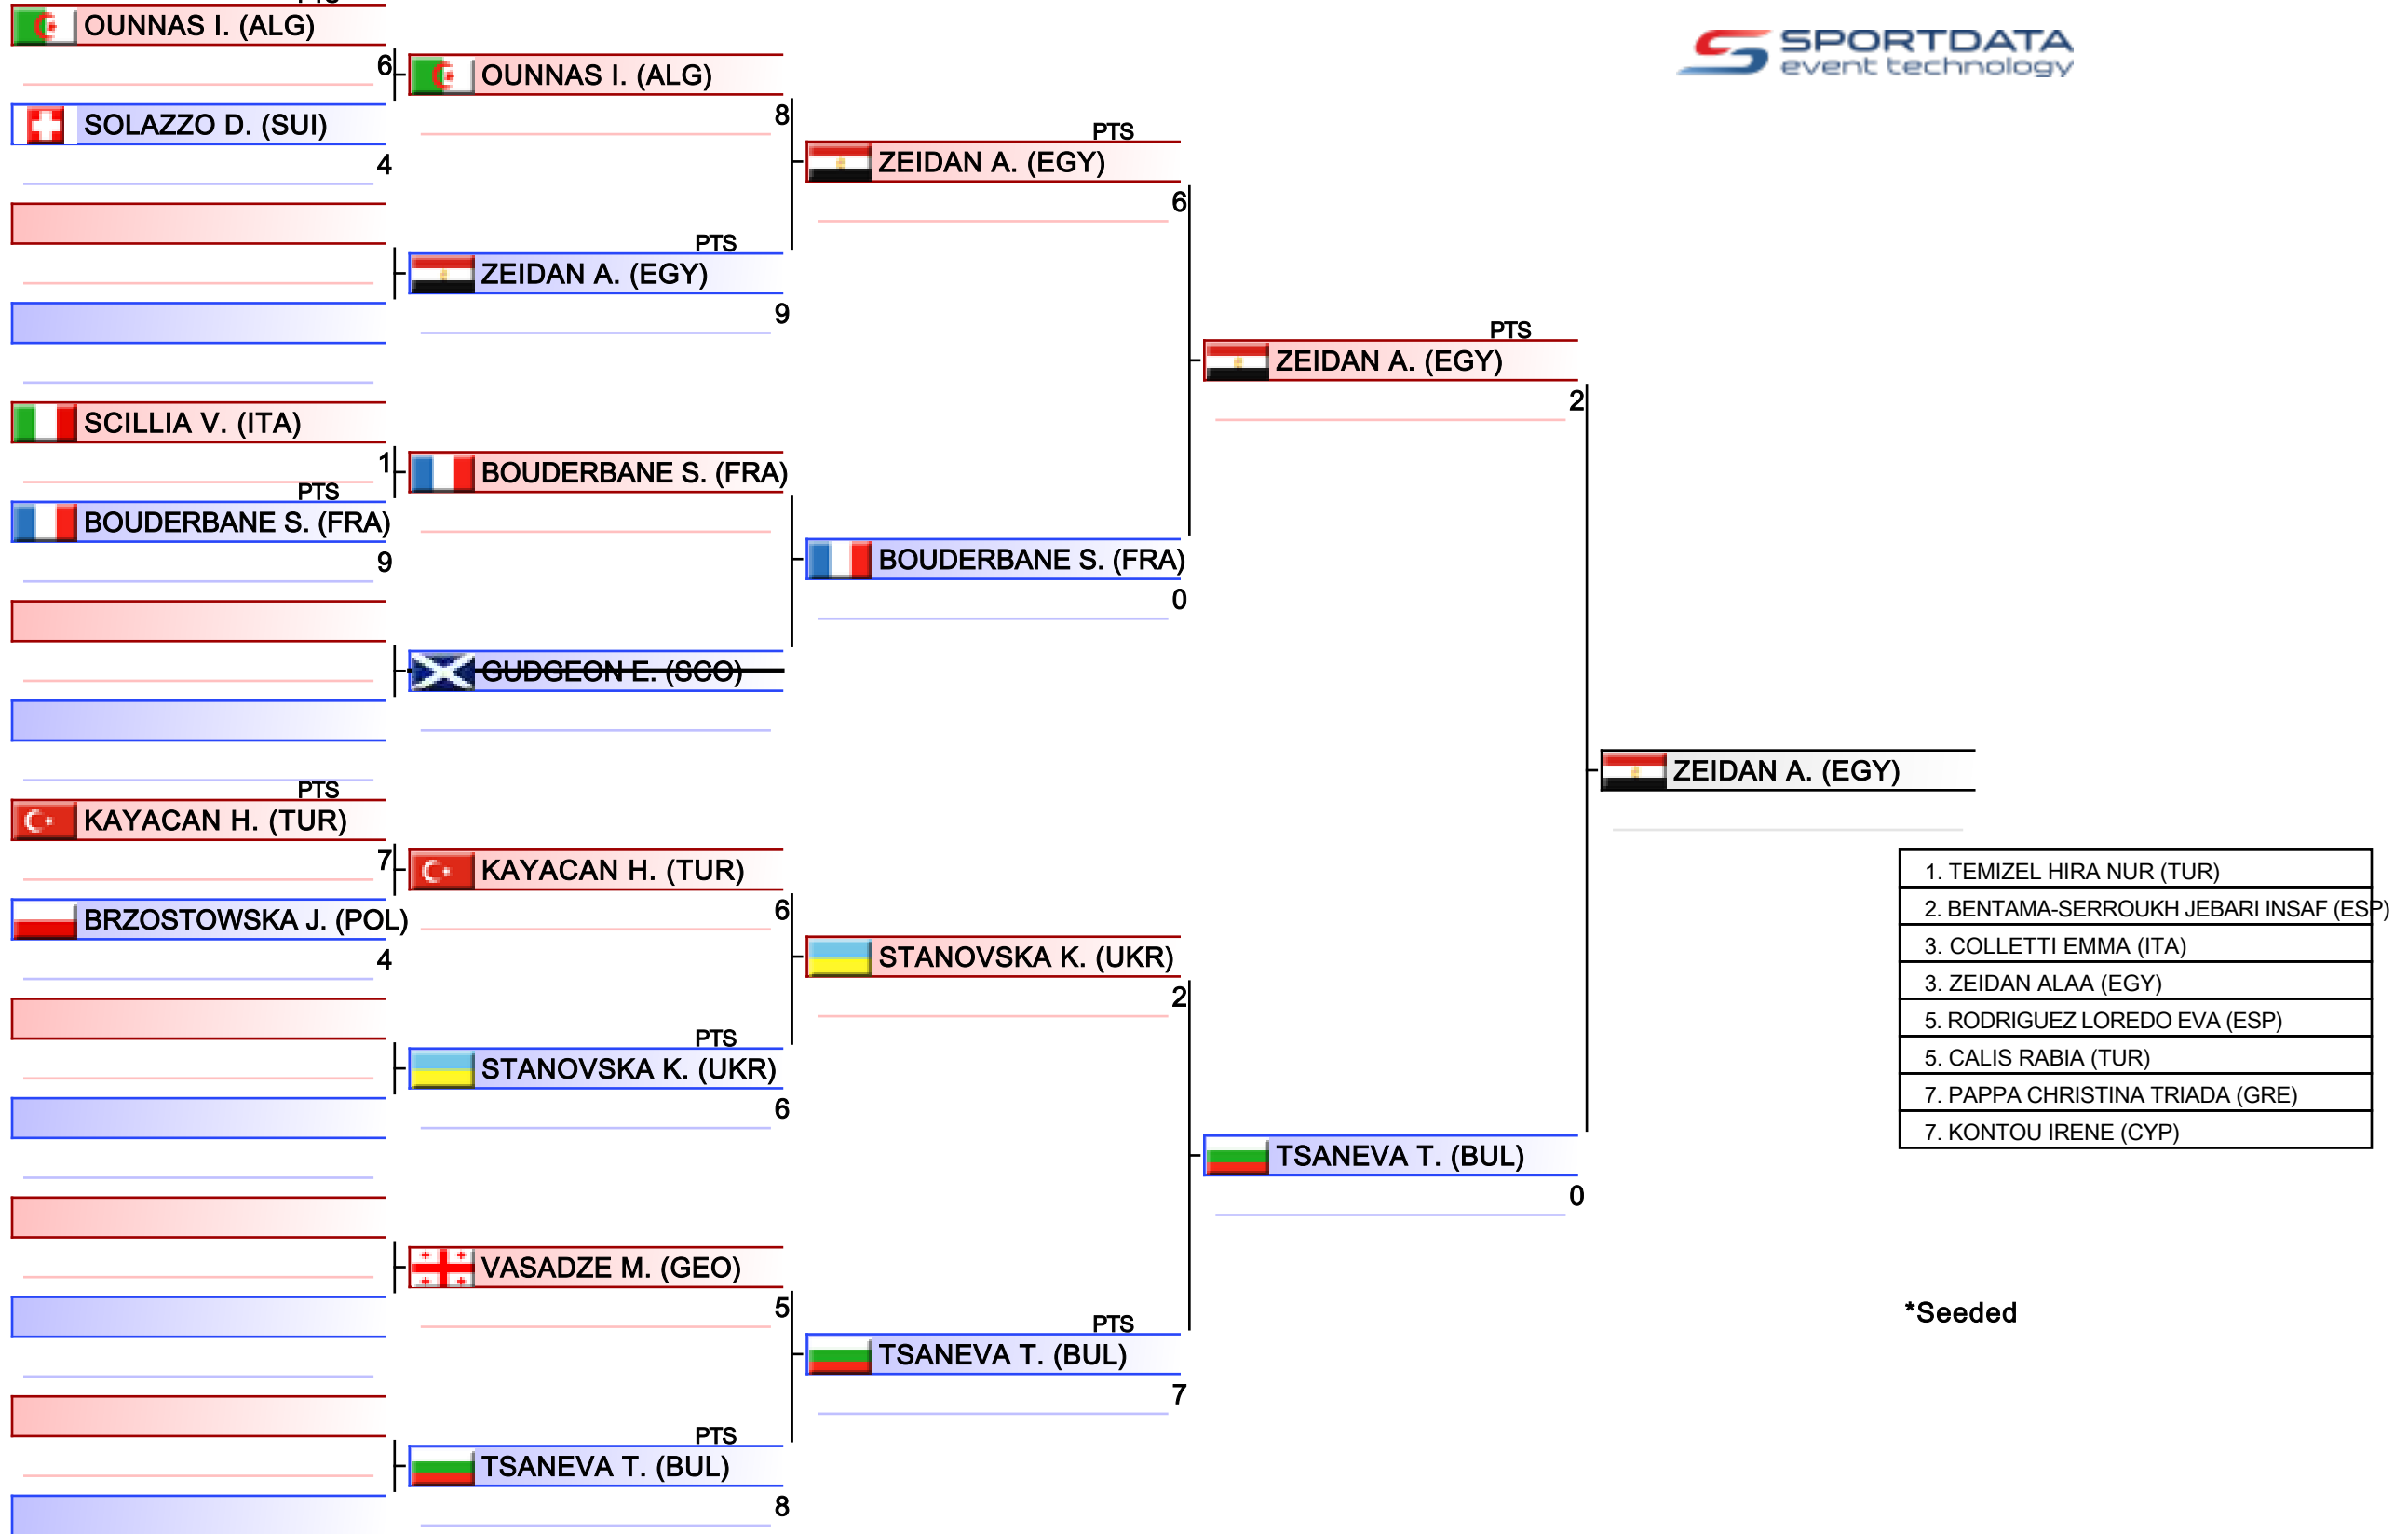 PTS
OUNNAS I. (ALG)
6
SOLAZZO D. (SUI)
4
SCILLIA V. (ITA)
1
PTS
BOUDERBANE S. (FRA)
9
PTS
KAYACAN H. (TUR)
7
BRZOSTOWSKA J. (POL)
4
OUNNAS I. (ALG)
8
PTS
ZEIDAN A. (EGY)
9
BOUDERBANE S. (FRA)
GUDGEON E. (SCO)
KAYACAN H. (TUR)
6
PTS
STANOVSKA K. (UKR)
6
VASADZE M. (GEO)
5
PTS
TSANEVA T. (BUL)
8
PTS
ZEIDAN A. (EGY)
6
BOUDERBANE S. (FRA)
0
STANOVSKA K. (UKR)
2
PTS
TSANEVA T. (BUL)
7
PTS
ZEIDAN A. (EGY)
2
TSANEVA T. (BUL)
0
ZEIDAN A. (EGY)
SPORTDATA
event technology
1. TEMIZEL HIRA NUR (TUR)
2. BENTAMA-SERROUKH JEBARI INSAF (ESP)
3. COLLETTI EMMA (ITA)
3. ZEIDAN ALAA (EGY)
5. RODRIGUEZ LOREDO EVA (ESP)
5. CALIS RABIA (TUR)
7. PAPPA CHRISTINA TRIADA (GRE)
7. KONTOU IRENE (CYP)
*Seeded